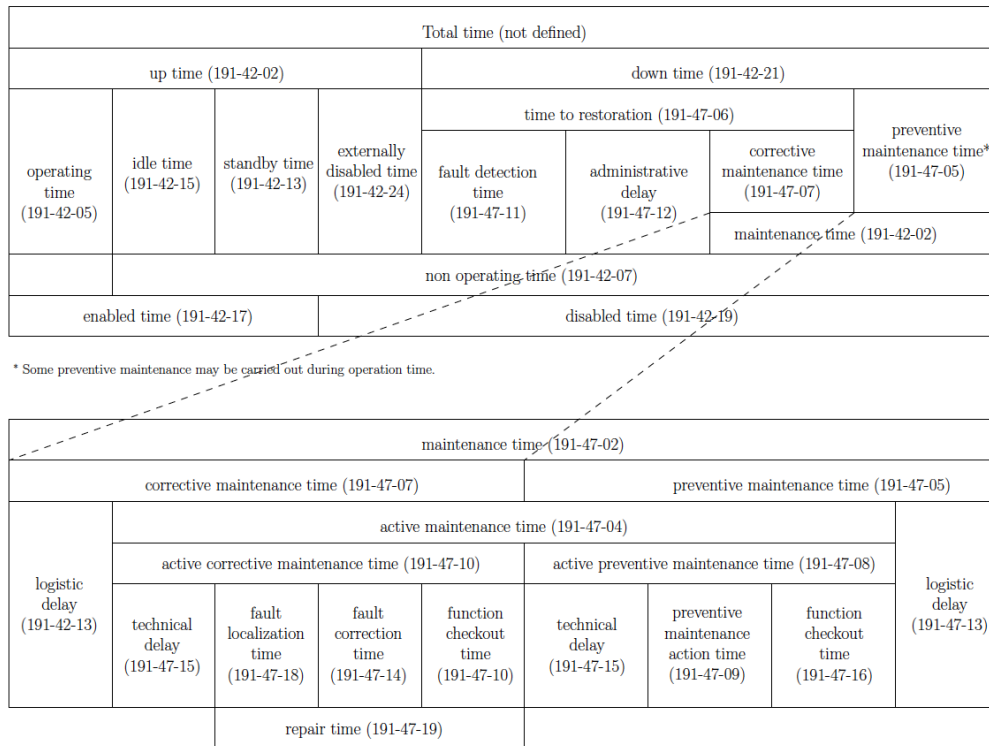 Total time (not defined)
up time (191-42-02)
down time (191-42-21)
operating
time
(191-42-05)
idle time
(191-42-15)
standby time
(191-42-13)
externally
disabled time
(191-42-24)
time to restoration (191-47-06)
fault detection
time
(191-47-11)
administrative
delay
(191-47-12)
corrective
maintenance time
(191-47-07)
preventive
maintenance time*
(191-47-05)
maintenance time (191-42-02)
non operating time (191-42-07)
enabled time (191-42-17)
disabled time (191-42-19)
* Some preventive maintenance may be carried out during operation time.
maintenance time (191-47-02)
corrective maintenance time (191-47-07)
preventive maintenance time (191-47-05)
logistic
delay
(191-42-13)
active maintenance time (191-47-04)
active corrective maintenance time (191-47-10)
active preventive maintenance time (191-47-08)
technical
delay
(191-47-15)
fault
localization
time
(191-47-18)
fault
correction
time
(191-47-14)
function
checkout
time
(191-47-10)
technical
delay
(191-47-15)
preventive
maintenance
action time
(191-47-09)
function
checkout
time
(191-47-16)
logistic
delay
(191-47-13)
repair time (191-47-19)